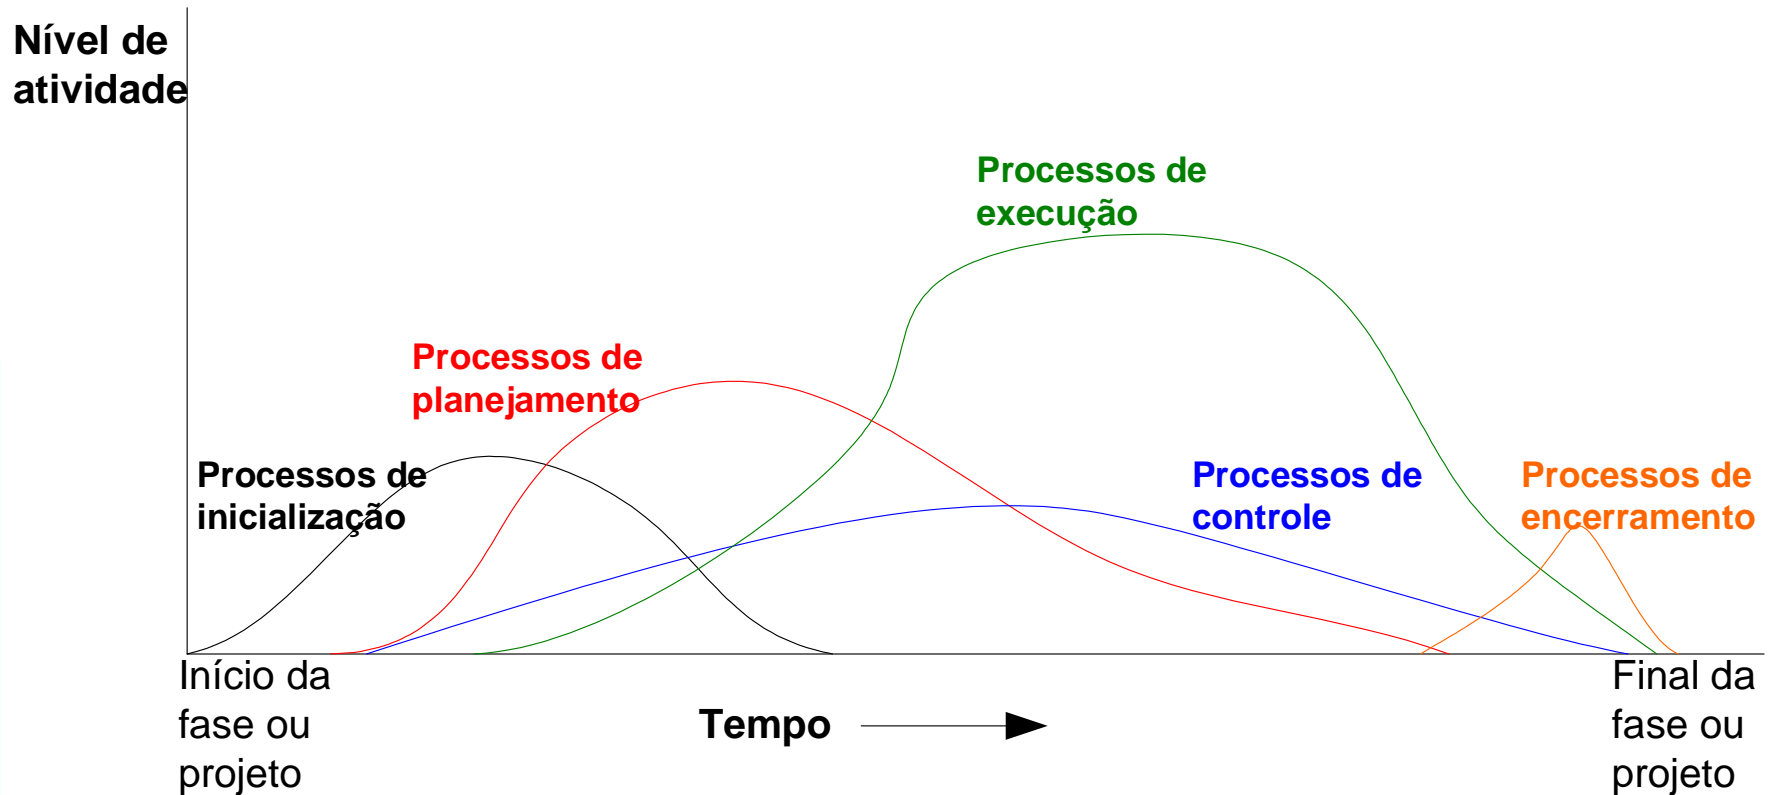 Nível de
atividade
Processos de
execução
Processos de
planejamento
Processos de
inicialização
Processos de
controle
Processos de
encerramento
Início da
fase ou
projeto
Tempo
Final da
fase ou
projeto